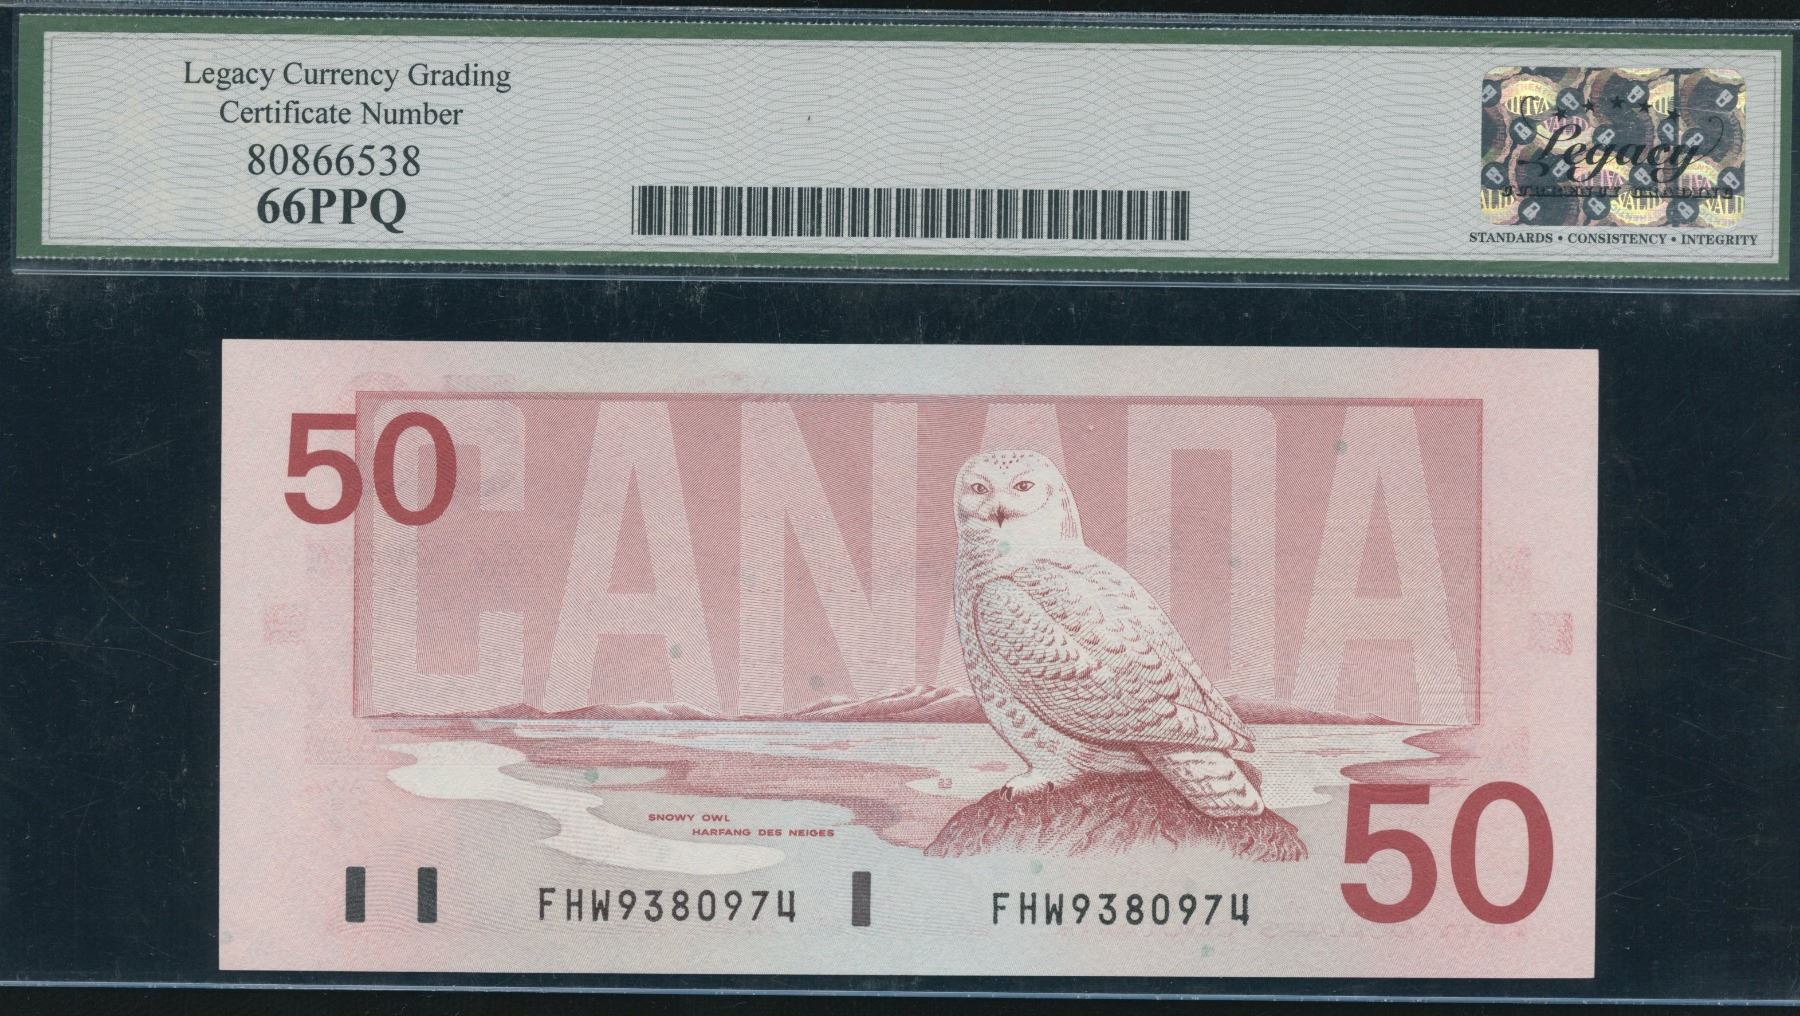 Legacy Currency Grading
Certificate Number
80866538
66PPQ
Legacy
STANDARDS • CONSISTENCY • INTEGRITY
50
CANADA
23
SNOWY OWL
HARFANG DES NEIGES
FHW9380974
FHW9380974
50